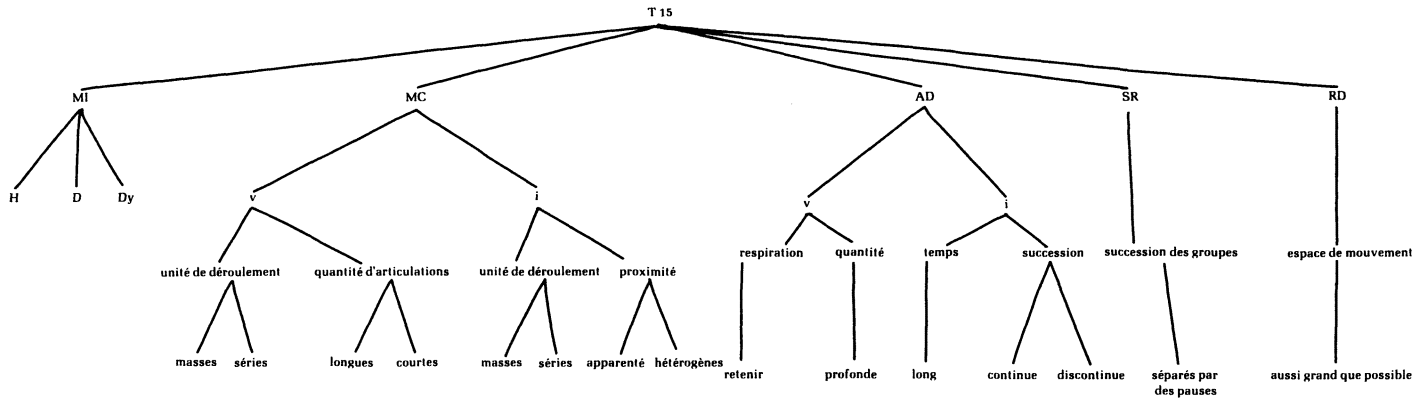 T 15
MI MC AD SR RD
H D Dy v i v i
respiration quantité temps succession succession des groupes espace de mouvement
unité de déroulement quantité d'articulations unité de déroulement proximité
masses séries longues courtes masses séries apparenté hétérogènes
retenir profonde long continue discontinue séparés par aussi grand que possible
des pauses